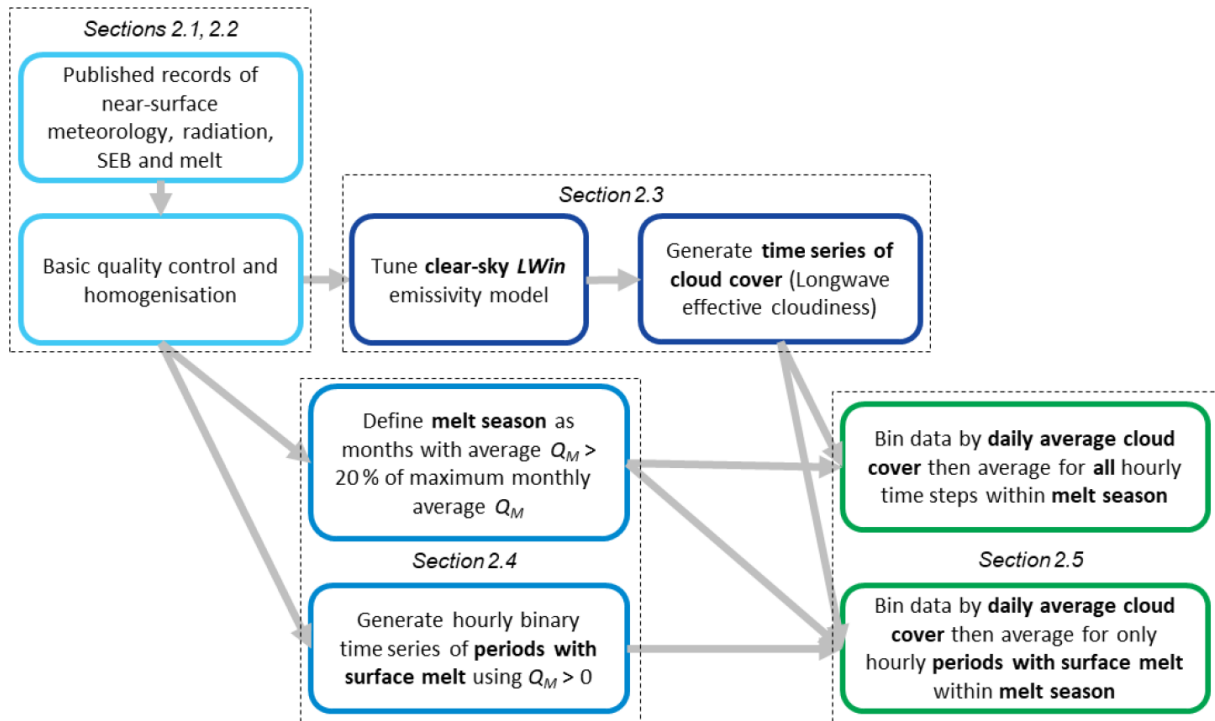 Sections 2.1, 2.2
Published records of
near-surface
meteorology, radiation,
SEB and melt
Basic quality control and
homogenisation
Section 2.3
Tune clear-sky LWin
emissivity model
Generate time series of
cloud cover (Longwave
effective cloudiness)
Define melt season as
months with average QM >
20 % of maximum monthly
average QM
Section 2.4
Generate hourly binary
time series of periods with
surface melt using QM > 0
Bin data by daily average cloud
cover then average for all hourly
time steps within melt season
Section 2.5
Bin data by daily average cloud
cover then average for only
hourly periods with surface melt
within melt season